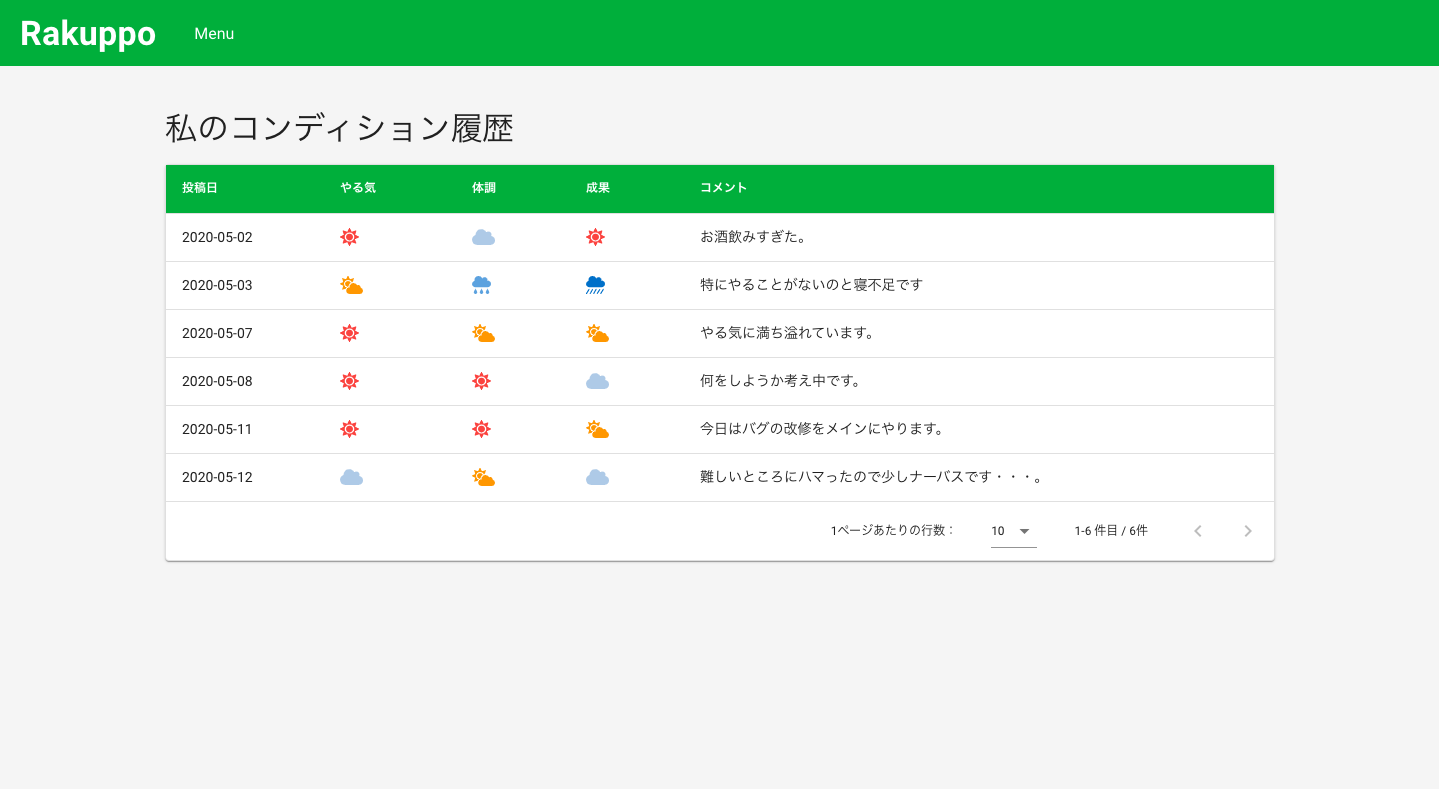 Rakuppo Menu
私のコンディション履歴
投稿日 やる気 体調 成果 コメント
2020-05-02 お酒飲みすぎた。
2020-05-03 特にやることがないのと寝不足です
2020-05-07 やる気に満ち溢れています。
2020-05-08 何をしようか考え中です。
2020-05-11 今日はバグの改修をメインにやります。
2020-05-12 難しいところにハマったので少しナーバスです・・・。
1ページあたりの行数： 10 1-6 件目 / 6件